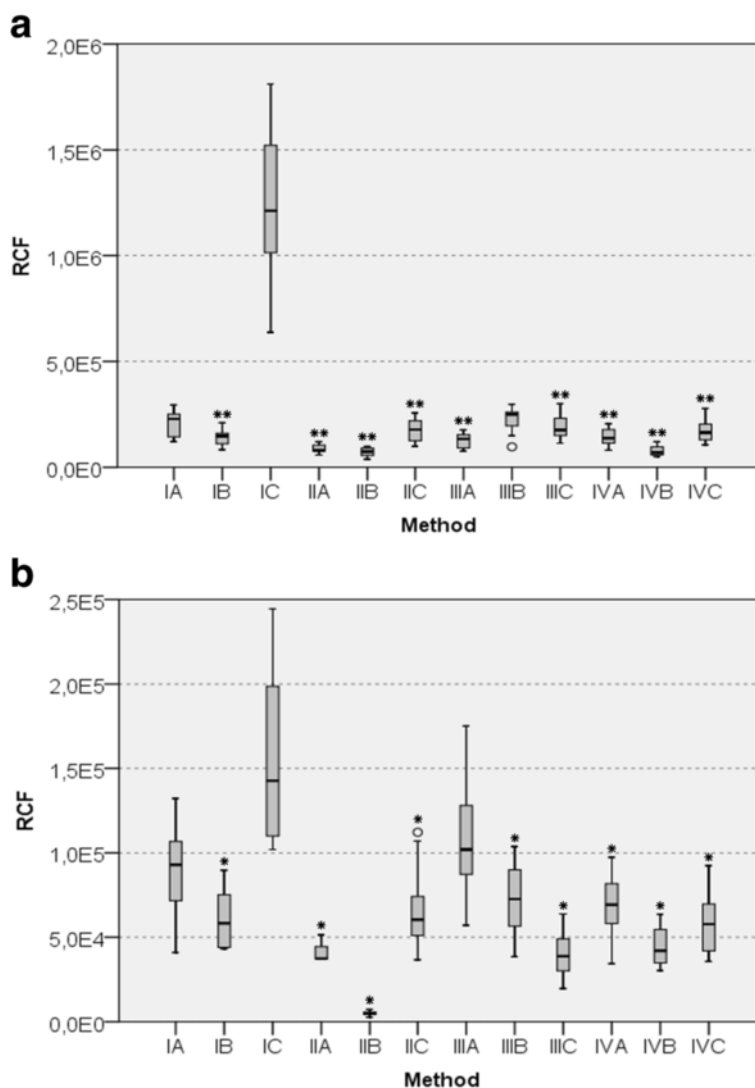 a
2,0E6
1,5E6
1,0E6
5,0E5
0,0E0
RCF
** ** ** ** ** ** ** ** **
IA IB IC IIA IIB IIC IIIA IIIB IIIC IVA IVB IVC
Method
b
2,5E5
2,0E5
1,5E5
1,0E5
5,0E4
0,0E0
RCF
* * * * * * * * *
IA IB IC IIA IIB IIC IIIA IIIB IIIC IVA IVB IVC
Method